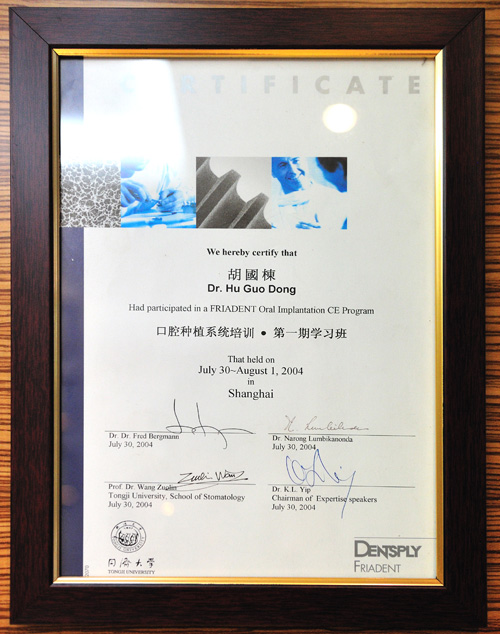 CERTIFICATE
We hereby certify that
胡國棟
Dr. Hu Guo Dong
Had participated in a FRIADENT Oral Implantation CE Program
口腔种植系统培训 • 第一期学习班
That held on
July 30~August 1, 2004
in
Shanghai
Dr. Dr. Fred Bergmann
July 30, 2004
Dr. Narong Lumbikanonda
July 30, 2004
Prof. Dr. Wang Zuolin
Tongji University, School of Stomatology
July 30, 2004
Dr. K.L. Yip
Chairman of Expertise speakers
July 30, 2004
同濟大学
TONGJI UNIVERSITY
DENTSPLY
FRIADENT